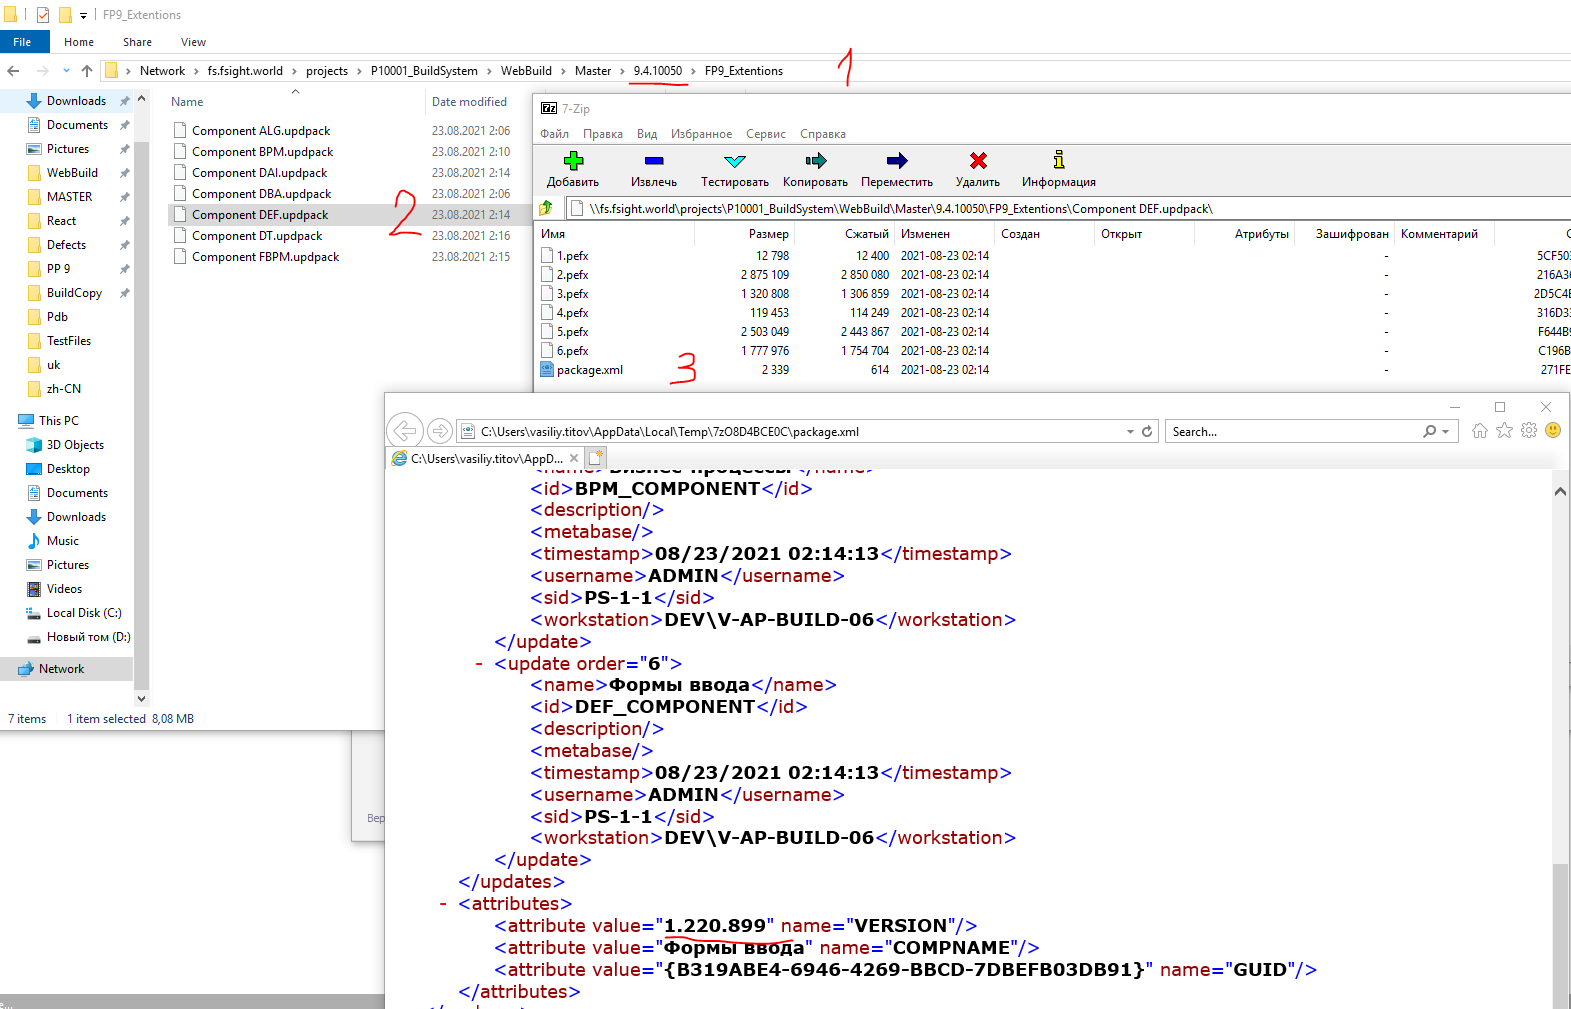 FP9_Extentions
File Home Share View
Network › fs.fsight.world › projects › P10001_BuildSystem › WebBuild › Master › 9.4.10050 › FP9_Extentions
1
Downloads
Documents
Pictures
WebBuild
MASTER
React
Defects
PP 9
BuildCopy
Pdb
TestFiles
uk
zh-CN
This PC
3D Objects
Desktop
Documents
Downloads
Music
Pictures
Videos
Local Disk (C:)
Новый том (D:)
Network
7 items 1 item selected 8,08 MB
Name Date modified
Component ALG.updpack 23.08.2021 2:06
Component BPM.updpack 23.08.2021 2:10
Component DAI.updpack 23.08.2021 2:14
Component DBA.updpack 23.08.2021 2:06
Component DEF.updpack 23.08.2021 2:14
Component DT.updpack 23.08.2021 2:16
Component FBPM.updpack 23.08.2021 2:15
2
7z 7-Zip
Файл Правка Вид Избранное Сервис Справка
Добавить Извлечь Тестировать Копировать Переместить Удалить Информация
\\fs.fsight.world\projects\P10001_BuildSystem\WebBuild\Master\9.4.10050\FP9_Extentions\Component DEF.updpack\
Имя Размер Сжатый Изменен Создан Открыт Атрибуты Зашифрован Комментарий
1.pefx 12 798 12 400 2021-08-23 02:14 - 5CF503
2.pefx 2 875 109 2 850 080 2021-08-23 02:14 - 216A36
3.pefx 1 320 808 1 306 859 2021-08-23 02:14 - 2D5C4E
4.pefx 119 453 114 249 2021-08-23 02:14 - 316D33
5.pefx 2 503 049 2 443 867 2021-08-23 02:14 - F644B9
6.pefx 1 777 976 1 754 704 2021-08-23 02:14 - C196B
package.xml 2 339 614 2021-08-23 02:14 - 271FE
3
C:\Users\vasiliy.titov\AppData\Local\Temp\7zO8D4BCE0C\package.xml Search...
C:\Users\vasiliy.titov\AppD...
<name>Бизнес-процессы</name>
<id>BPM_COMPONENT</id>
<description/>
<metabase/>
<timestamp>08/23/2021 02:14:13</timestamp>
<username>ADMIN</username>
<sid>PS-1-1</sid>
<workstation>DEV\V-AP-BUILD-06</workstation>
</update>
- <update order="6">
<name>Формы ввода</name>
<id>DEF_COMPONENT</id>
<description/>
<metabase/>
<timestamp>08/23/2021 02:14:13</timestamp>
<username>ADMIN</username>
<sid>PS-1-1</sid>
<workstation>DEV\V-AP-BUILD-06</workstation>
</update>
</updates>
- <attributes>
<attribute value="1.220.899" name="VERSION"/>
<attribute value="Формы ввода" name="COMPNAME"/>
<attribute value="{B319ABE4-6946-4269-BBCD-7DBEFB03DB91}" name="GUID"/>
</attributes>
Вер